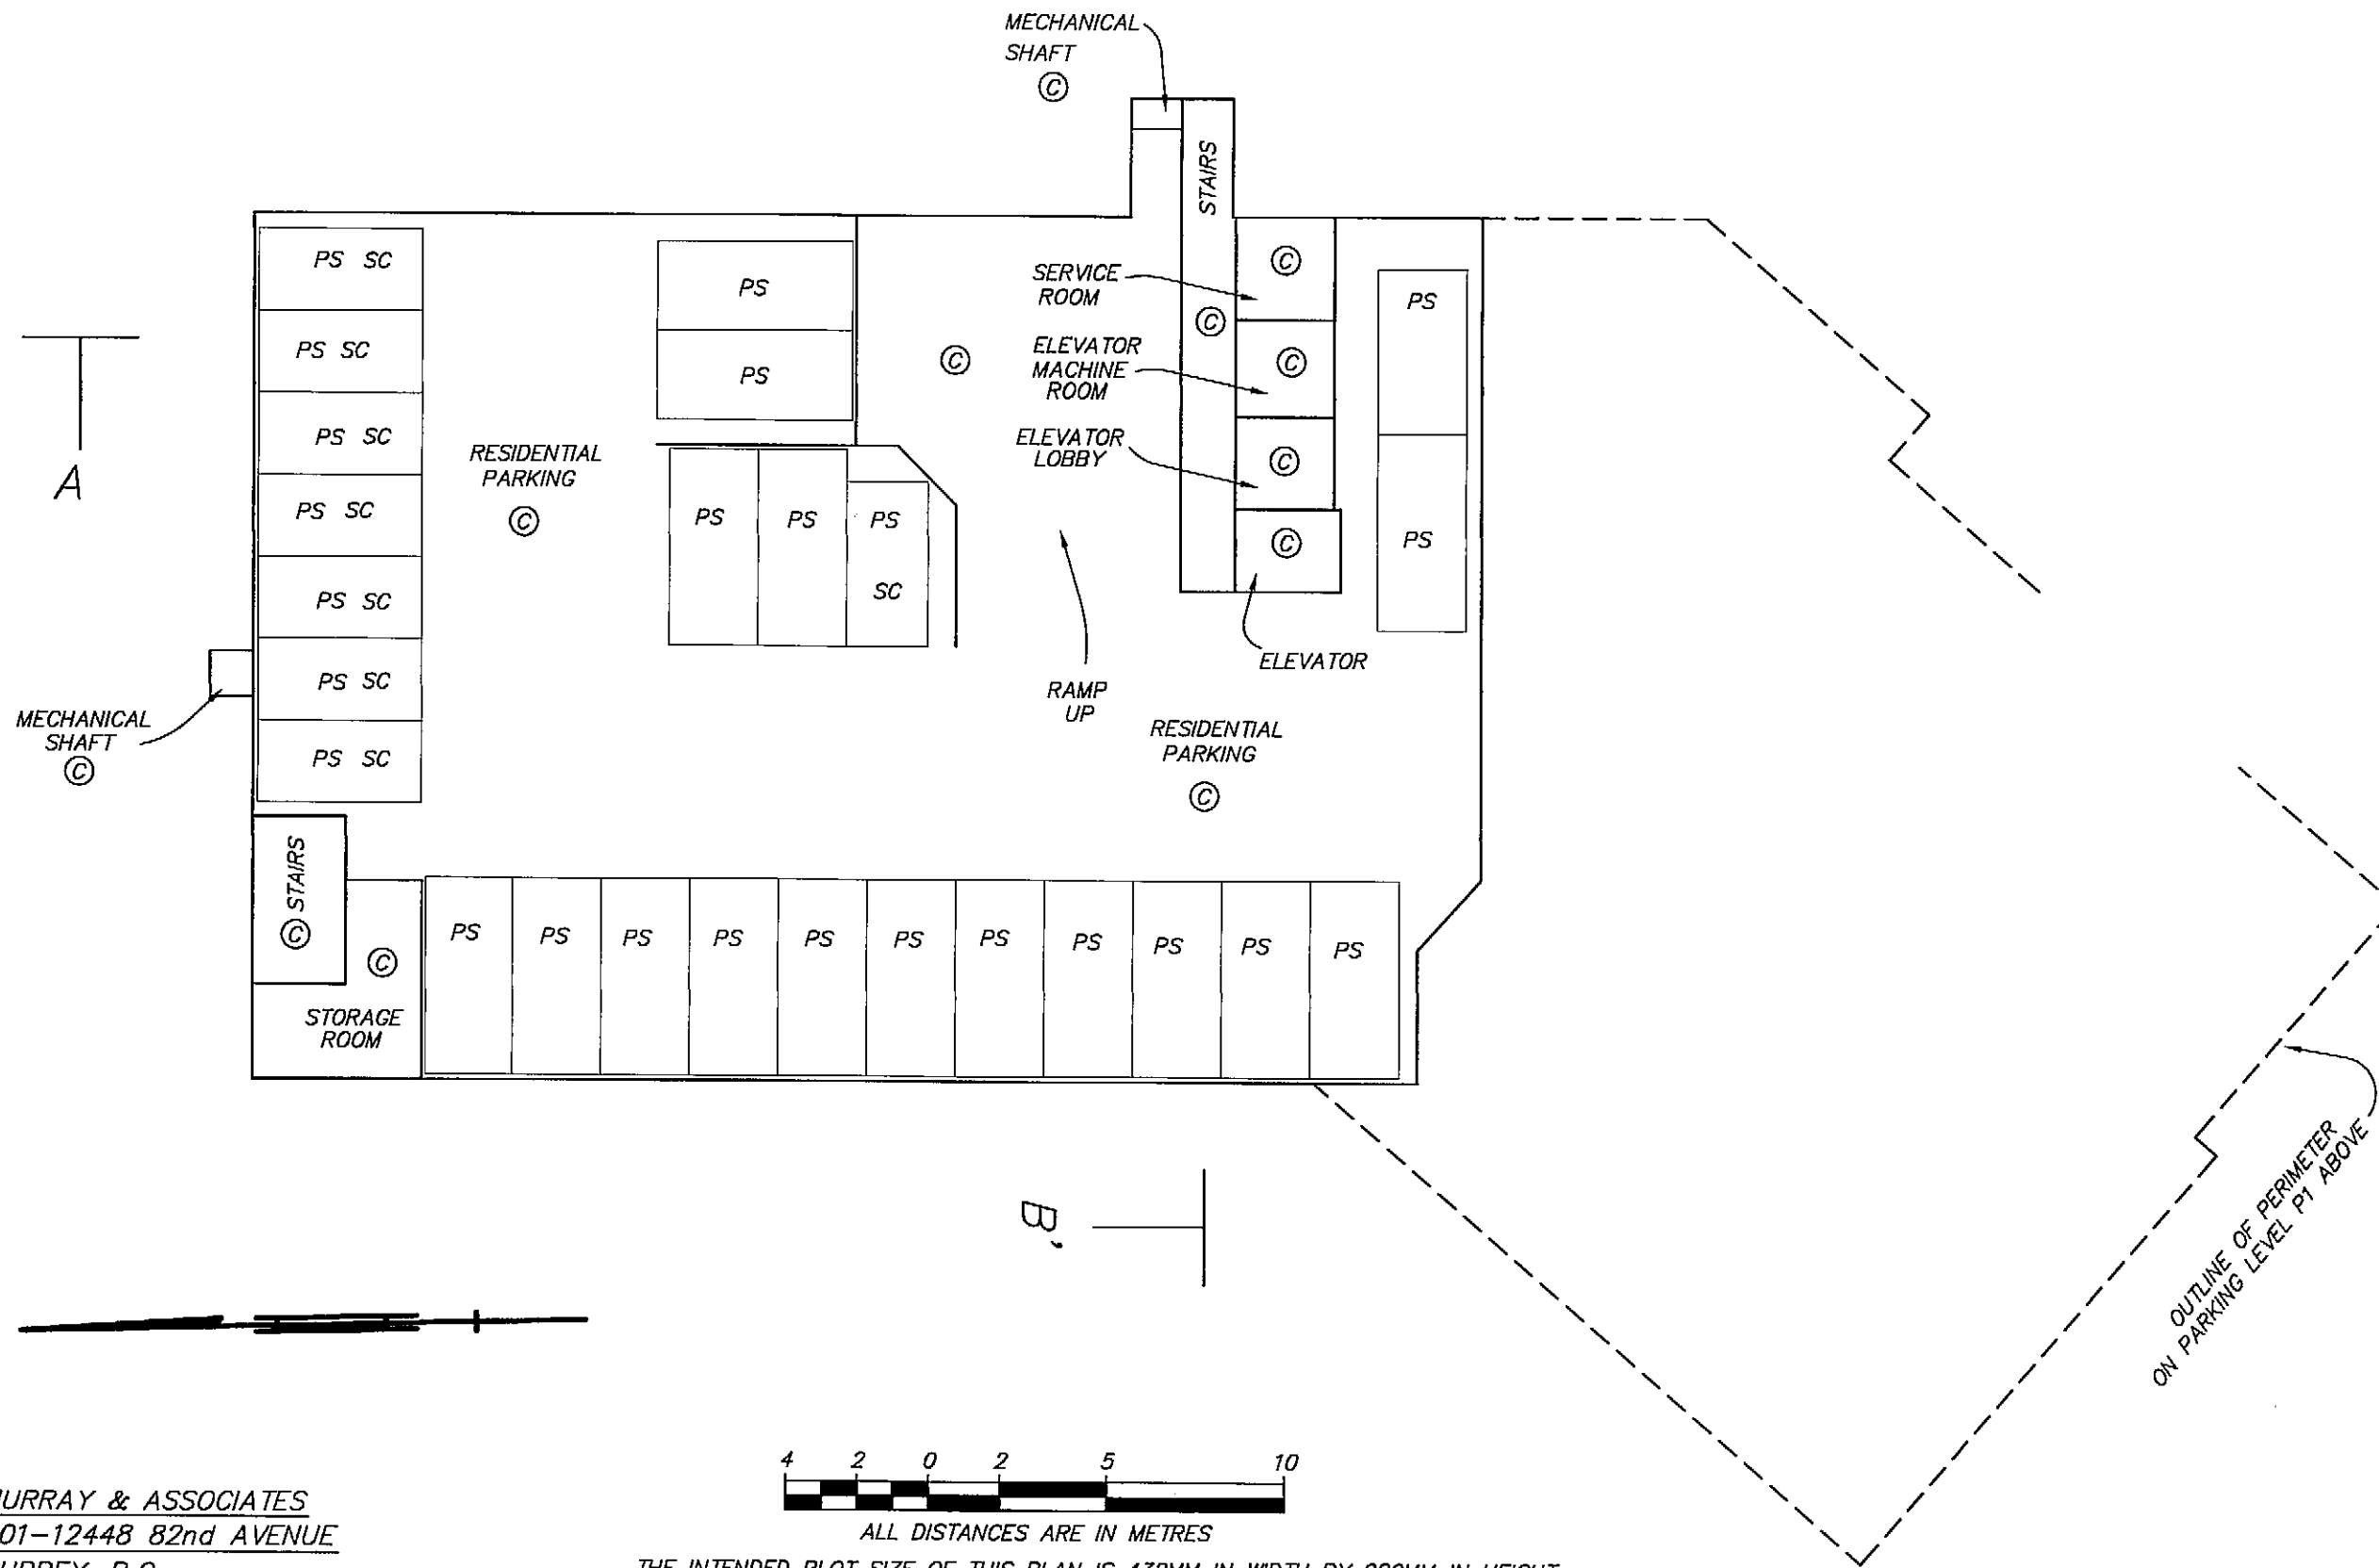 MECHANICAL
SHAFT
C
STAIRS
C
PS SC
PS SC
PS SC
PS SC
PS SC
PS SC
PS SC
PS
PS
C
SERVICE
ROOM
C
ELEVATOR
MACHINE
ROOM
C
ELEVATOR
LOBBY
C
C
ELEVATOR
PS
PS
A
RESIDENTIAL
PARKING
C
PS
PS
PS
SC
RAMP
UP
RESIDENTIAL
PARKING
C
MECHANICAL
SHAFT
C
STAIRS
C
C
STORAGE
ROOM
PS PS PS PS PS PS PS PS PS PS PS
B'
OUTLINE OF PERIMETER
ON PARKING LEVEL P1 ABOVE
4 2 0 2 5 10
ALL DISTANCES ARE IN METRES
& ASSOCIATES
82nd AVENUE